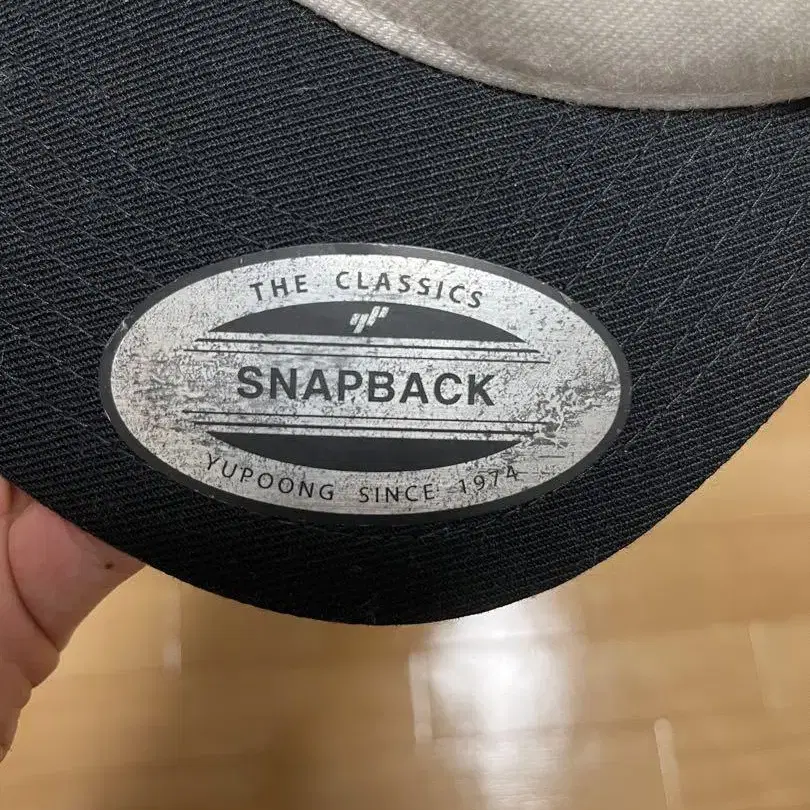 THE CLASSICS
SNAPBACK
YUPOONG SINCE 1974